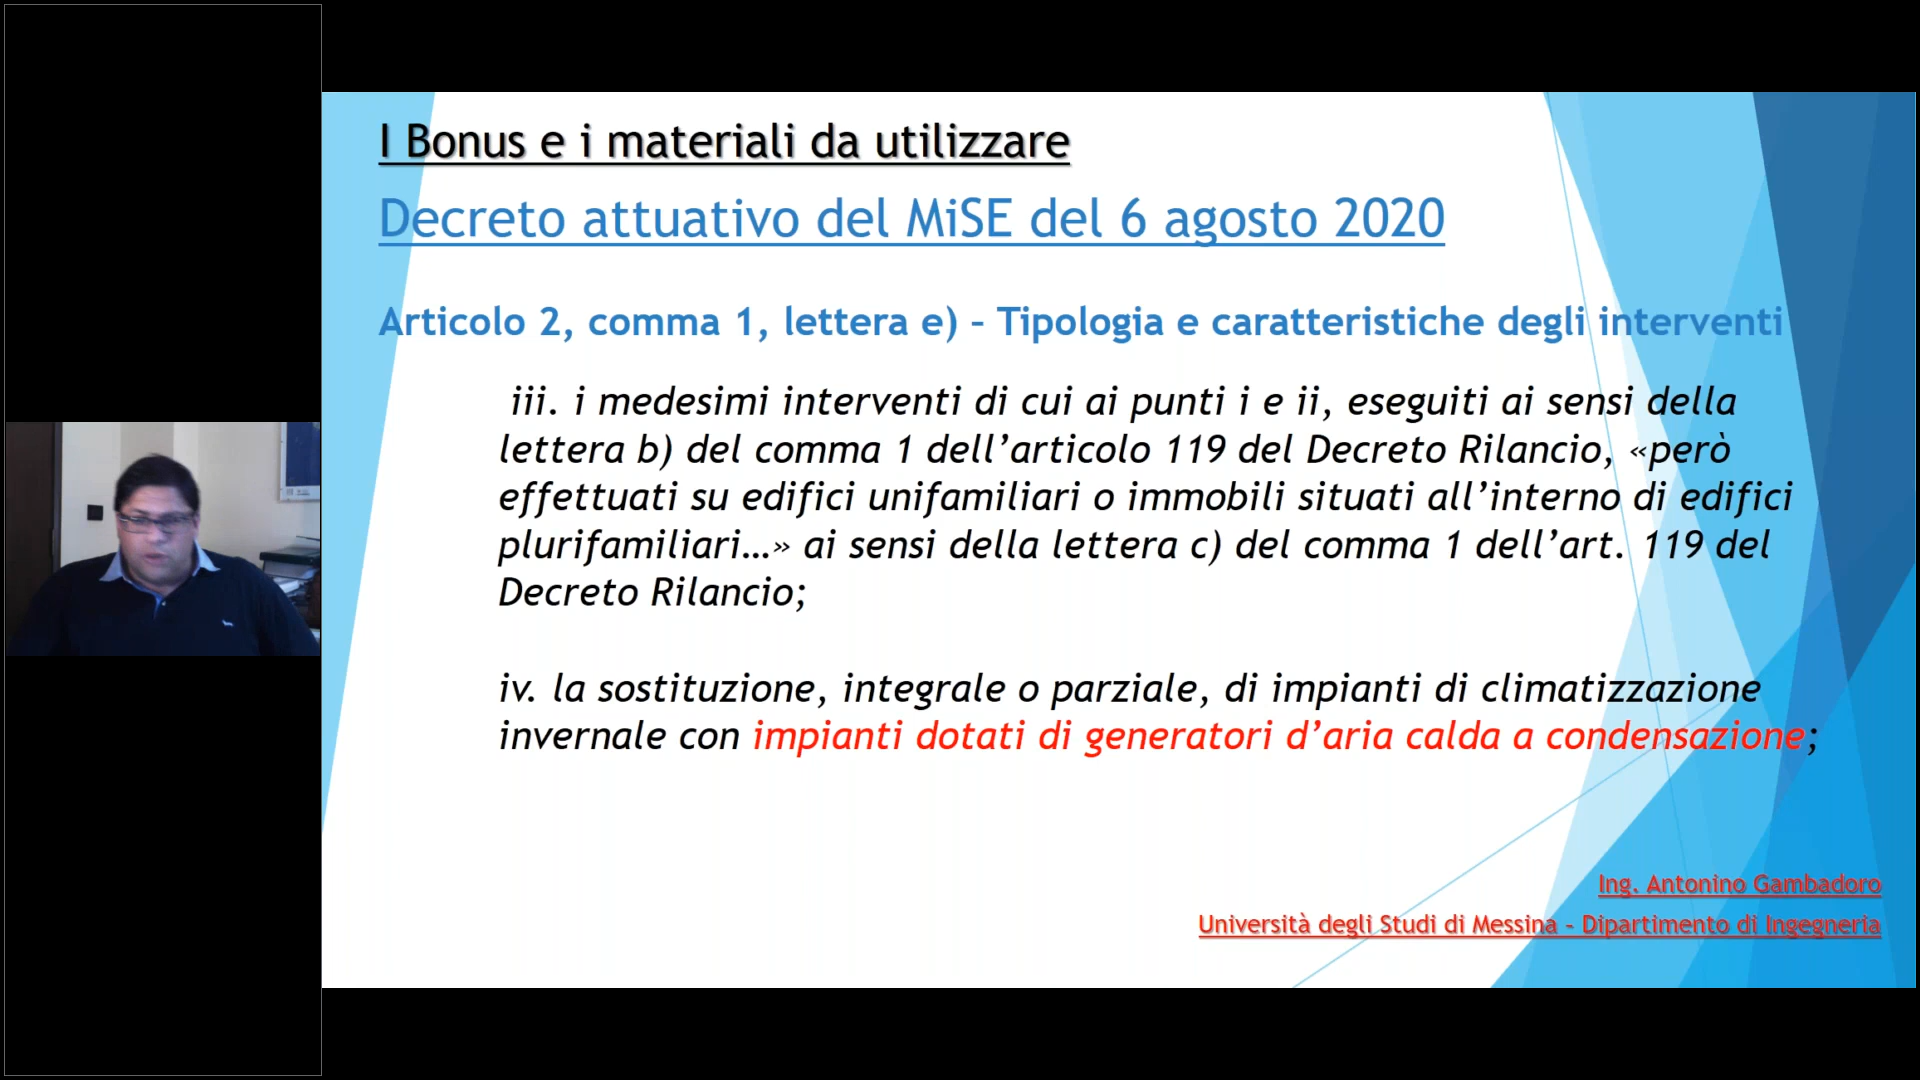 I Bonus e i materiali da utilizzare
Decreto attuativo del MiSE del 6 agosto 2020
Articolo 2, comma 1, lettera e) – Tipologia e caratteristiche degli interventi
iii. i medesimi interventi di cui ai punti i e ii, eseguiti ai sensi della
lettera b) del comma 1 dell’articolo 119 del Decreto Rilancio, «però
effettuati su edifici unifamiliari o immobili situati all’interno di edifici
plurifamiliari…» ai sensi della lettera c) del comma 1 dell’art. 119 del
Decreto Rilancio;
iv. la sostituzione, integrale o parziale, di impianti di climatizzazione
invernale con impianti dotati di generatori d’aria calda a condensazione;
Ing. Antonino Gambadoro
Università degli Studi di Messina – Dipartimento di Ingegneria